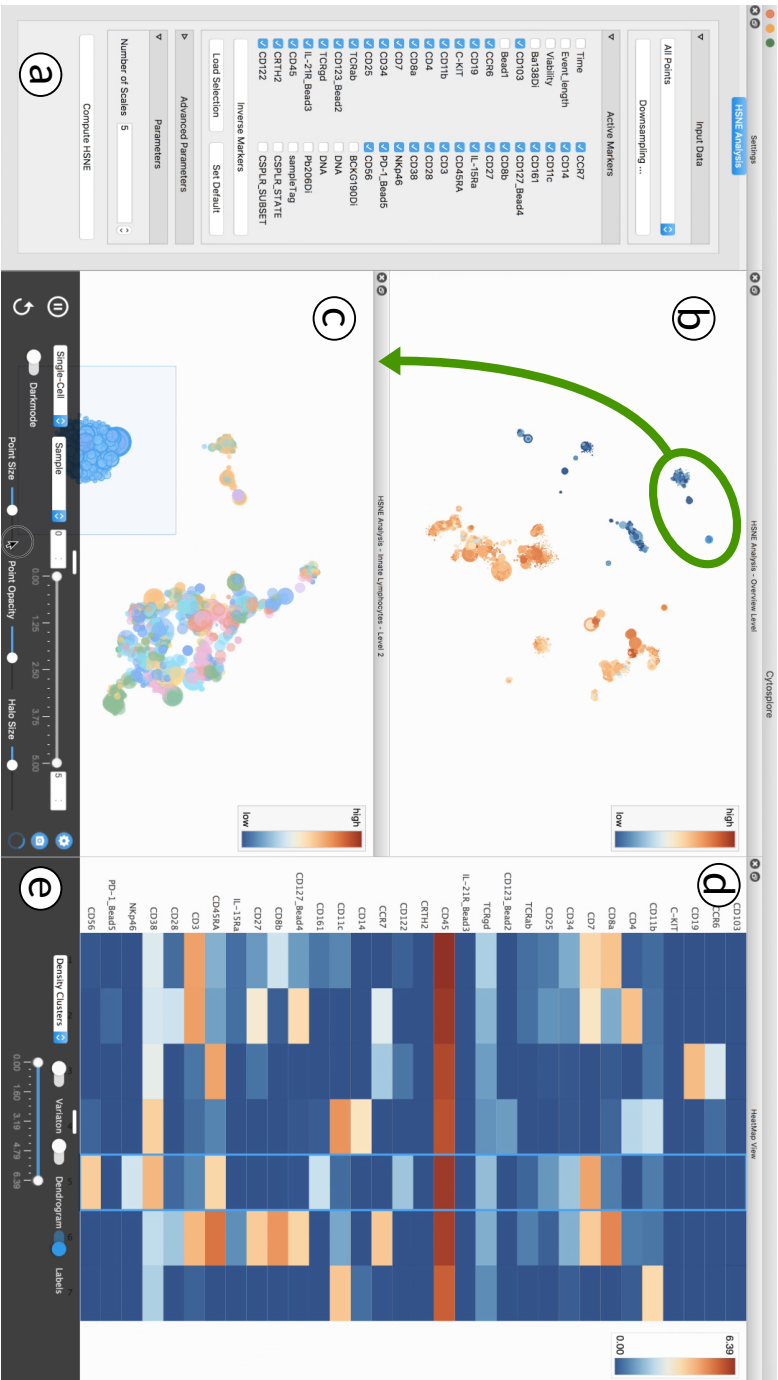 Cytosplore
Settings
HSNE Analysis
Input Data
All Points
Downsampling ...
Active Markers
Time
Event_length
Viability
Ba138Di
CD103
Bead1
CCR6
CD19
C-KIT
CD11b
CD4
CD8a
CD7
CD34
CD25
TCRab
CD123_Bead2
TCRgd
IL-21R_Bead3
CD45
CRTH2
CD122
CCR7
CD14
CD11c
CD161
CD127_Bead4
CD8b
CD27
IL-15Ra
CD45RA
CD3
CD28
CD38
NKp46
PD-1_Bead5
CD56
BCKG190Di
DNA
DNA
Pb206Di
sampleTag
CSPLR_STATE
CSPLR_SUBSET
Inverse Markers
Load Selection
Set Default
Advanced Parameters
Parameters
Number of Scales
5
Compute HSNE
a
HSNE Analysis - Overview Level
b
high
low
HSNE Analysis - Innate Lymphocytes - Level 2
c
high
low
Single-Cell
Sample
0
0.00 1.25 2.50 3.75 5.00
5
Darkmode
Point Size
Point Opacity
Halo Size
HeatMap View
d
6.39
0.00
CD103
CCR6
CD19
C-KIT
CD11b
CD4
CD8a
CD7
CD34
CD25
TCRab
CD123_Bead2
TCRgd
IL-21R_Bead3
CD45
CRTH2
CD122
CCR7
CD14
CD11c
CD161
CD127_Bead4
CD8b
CD27
IL-15Ra
CD45RA
CD3
CD28
CD38
NKp46
PD-1_Bead5
CD56
e
Density Clusters
Variaton
Dendrogram
Labels
0.00 1.60 3.19 4.79 6.39